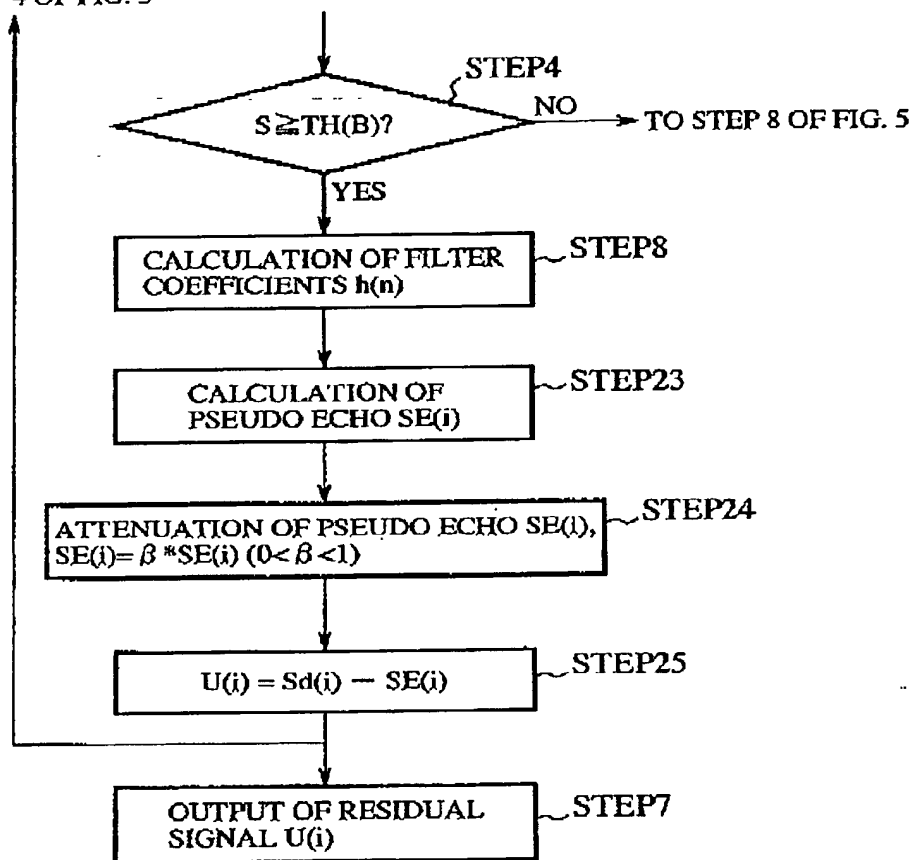 4 OF FIG. 5
STEP4
S≧TH(B)?
NO
TO STEP 8 OF FIG. 5
YES
CALCULATION OF FILTER
COEFFICIENTS h(n)
STEP8
CALCULATION OF
PSEUDO ECHO SE(i)
STEP23
ATTENUATION OF PSEUDO ECHO SE(i),
SE(i)= β *SE(i) (0< β <1)
STEP24
U(i) = Sd(i) — SE(i)
STEP25
OUTPUT OF RESIDUAL
SIGNAL U(i)
STEP7